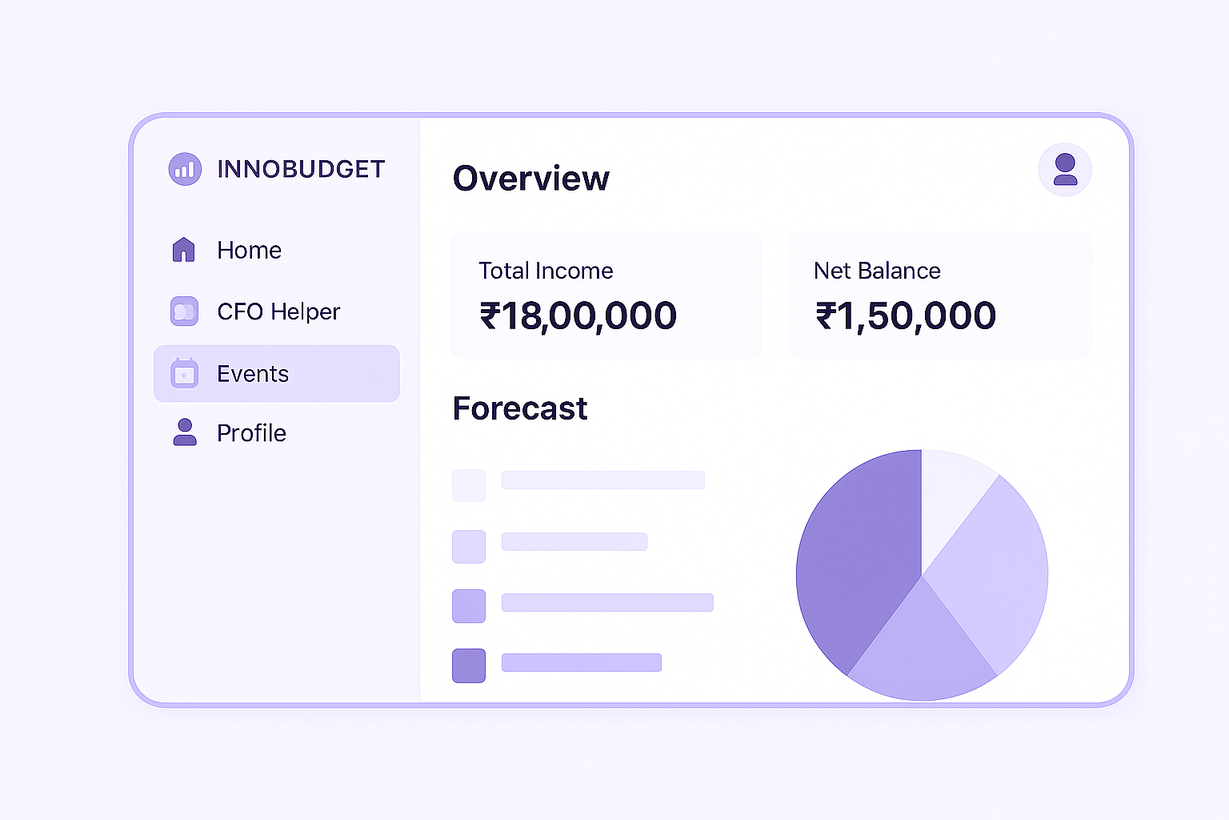 INNOBUDGET
Home
CFO Helper
Events
Profile
Overview
Total Income
₹18,00,000
Net Balance
₹1,50,000
Forecast